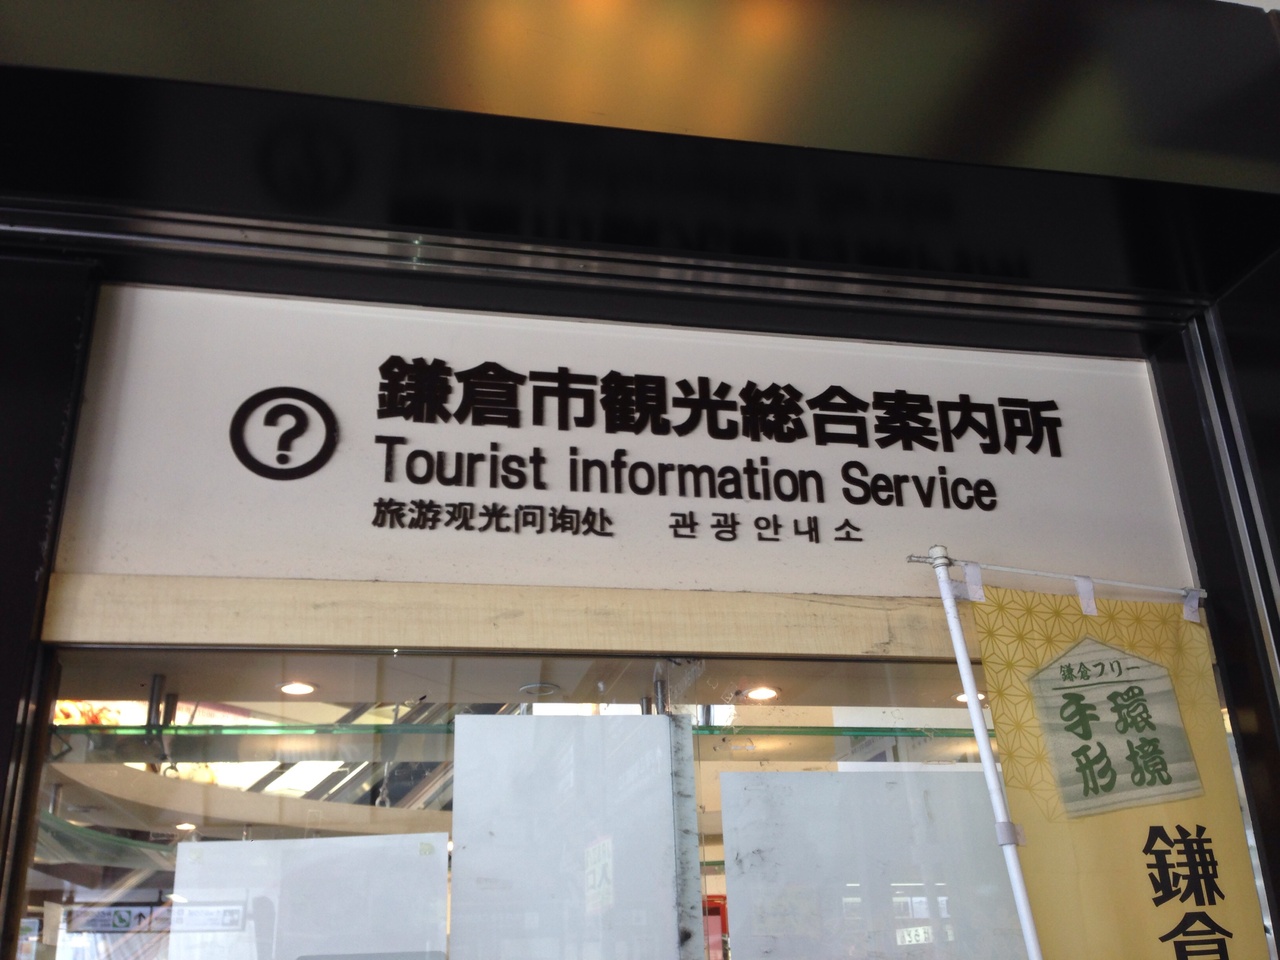 ?
鎌倉市観光総合案内所
Tourist information Service
旅游观光问询处 관광안내소
鎌倉フリー
環境
手形
鎌倉